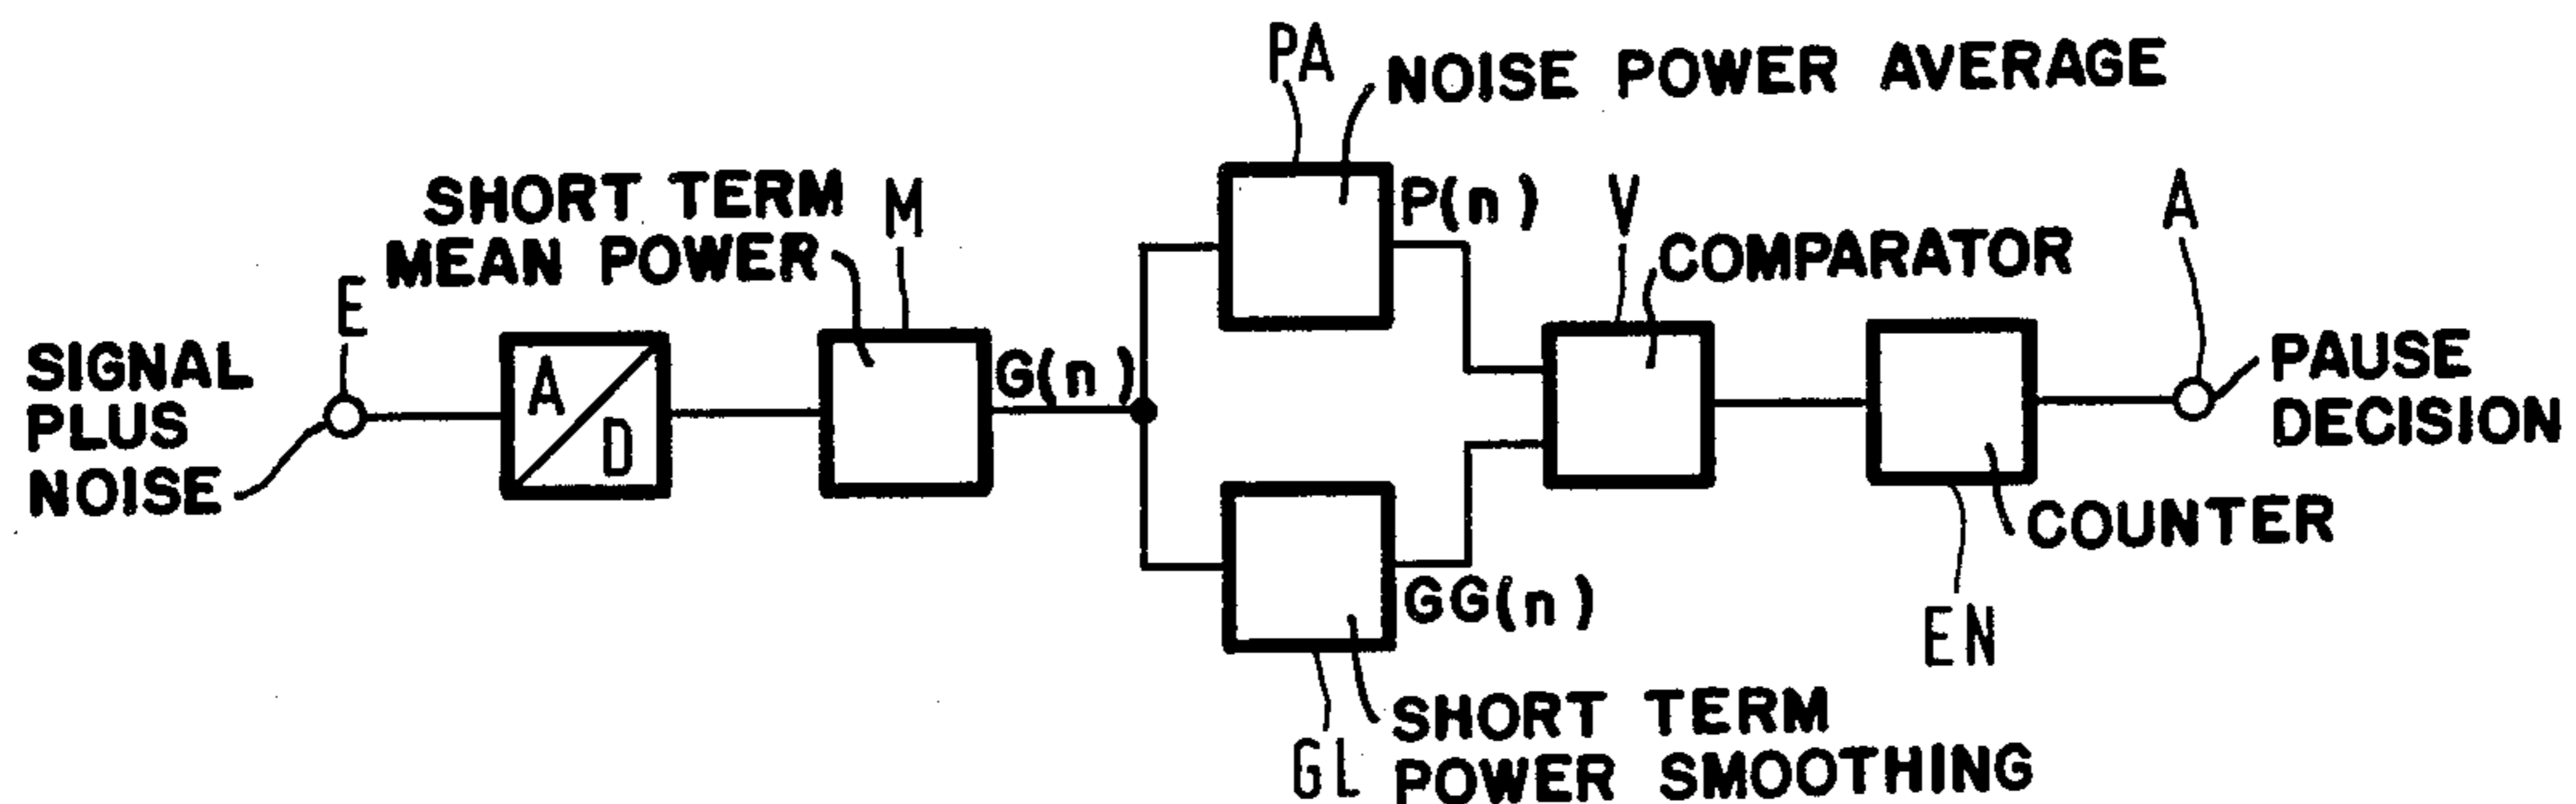 SIGNAL
PLUS
NOISE
E
A
D
SHORT TERM
MEAN POWER
M
G(n)
PA
NOISE POWER AVERAGE
P(n)
GG(n)
GL
SHORT TERM
POWER SMOOTHING
V
COMPARATOR
EN
COUNTER
A
PAUSE
DECISION